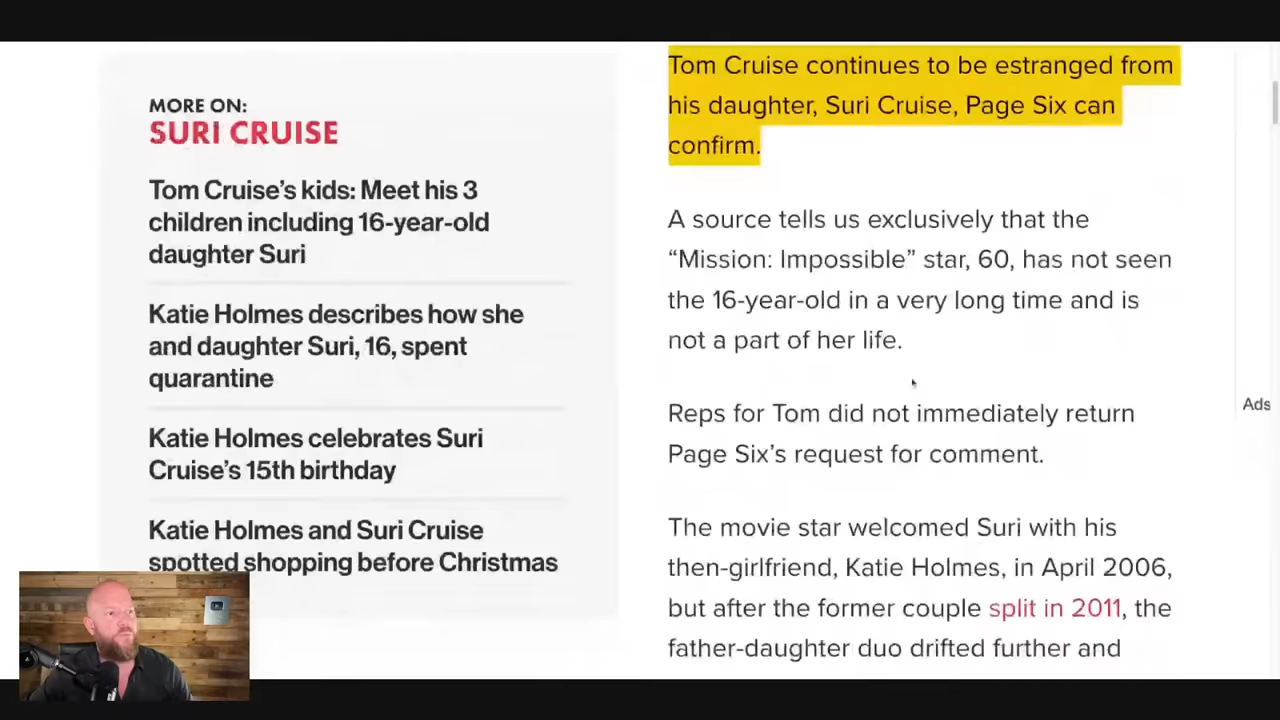 MORE ON:
SURI CRUISE
Tom Cruise’s kids: Meet his 3
children including 16-year-old
daughter Suri
Katie Holmes describes how she
and daughter Suri, 16, spent
quarantine
Katie Holmes celebrates Suri
Cruise’s 15th birthday
Katie Holmes and Suri Cruise
spotted shopping before Christmas
Tom Cruise continues to be estranged from
his daughter, Suri Cruise, Page Six can
confirm.
A source tells us exclusively that the
“Mission: Impossible” star, 60, has not seen
the 16-year-old in a very long time and is
not a part of her life.
Reps for Tom did not immediately return
Page Six’s request for comment.
The movie star welcomed Suri with his
then-girlfriend, Katie Holmes, in April 2006,
but after the former couple split in 2011, the
father-daughter duo drifted further and
Ads